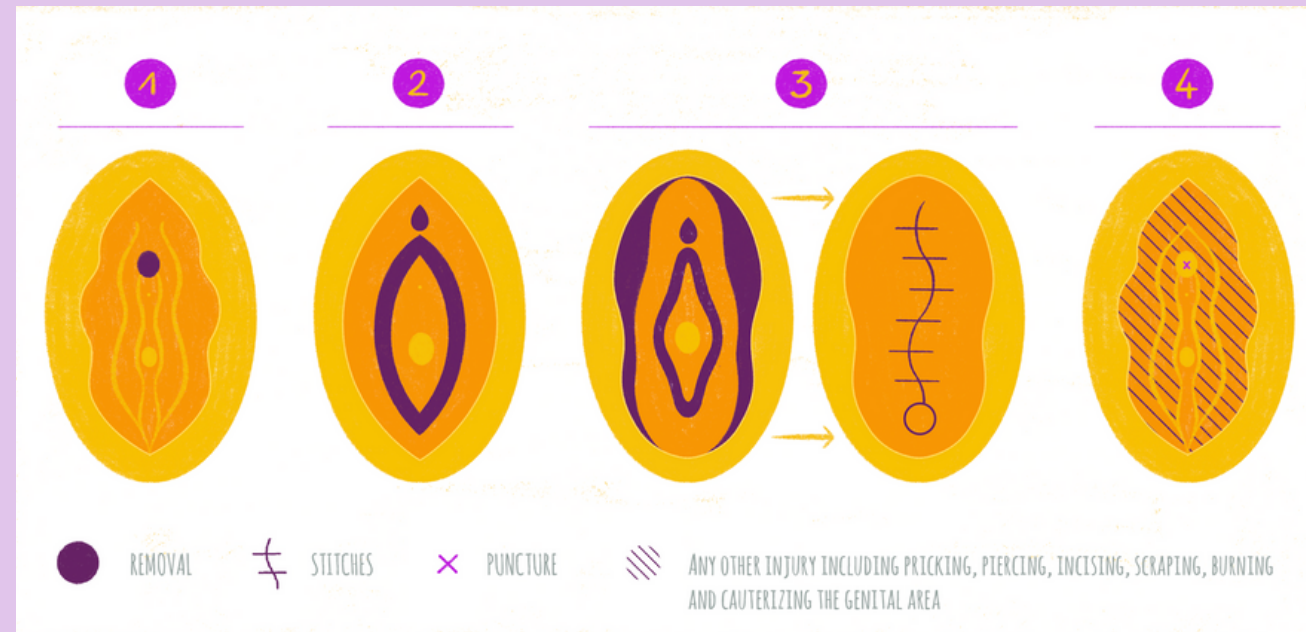 1
2
3
4
REMOVAL
STITCHES
PUNCTURE
ANY OTHER INJURY INCLUDING PRICKING, PIERCING, INCISING, SCRAPING, BURNING
AND CAUTERIZING THE GENITAL AREA